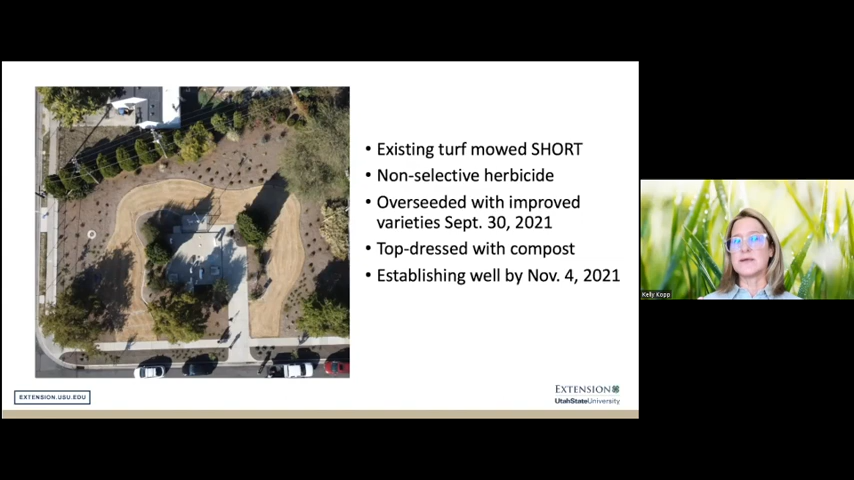 • Existing turf mowed SHORT
• Non-selective herbicide
• Overseeded with improved
varieties Sept. 30, 2021
• Top-dressed with compost
• Establishing well by Nov. 4, 2021
Kelly Kopp
EXTENSION.USU.EDU
EXTENSION
UtahStateUniversity